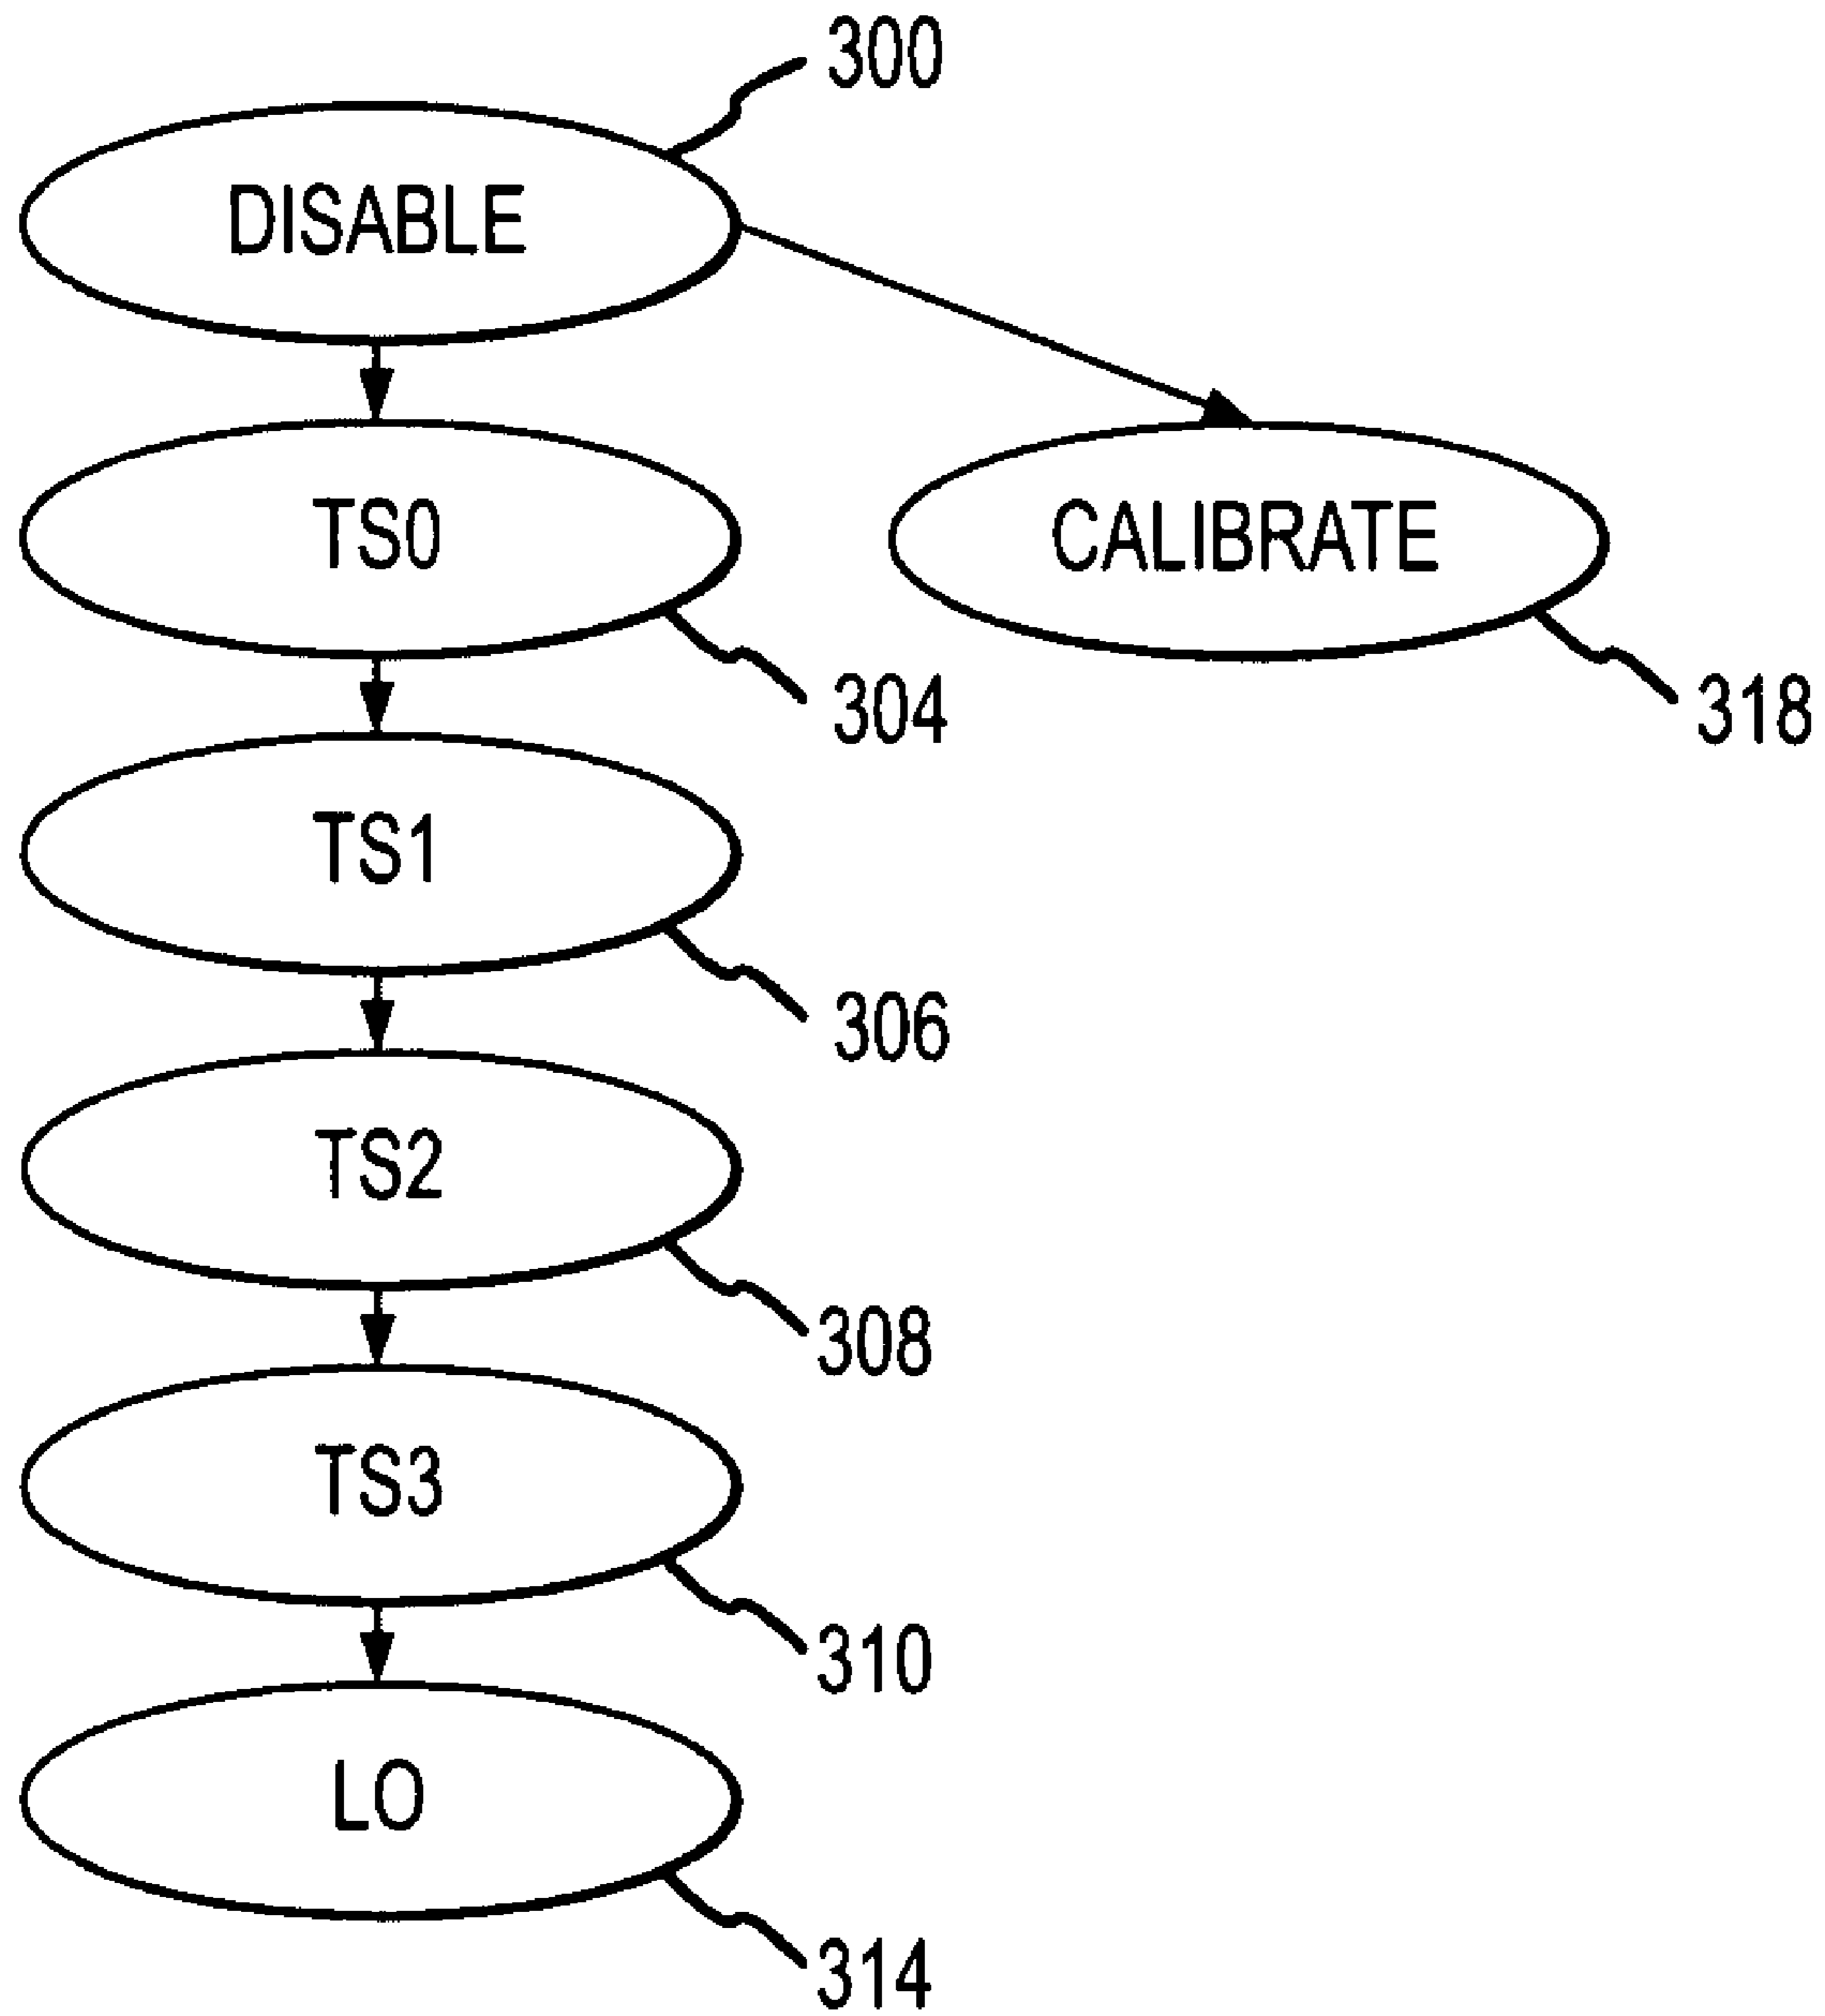 300
DISABLE
TS0
CALIBRATE
304
318
TS1
306
TS2
308
TS3
310
LO
314